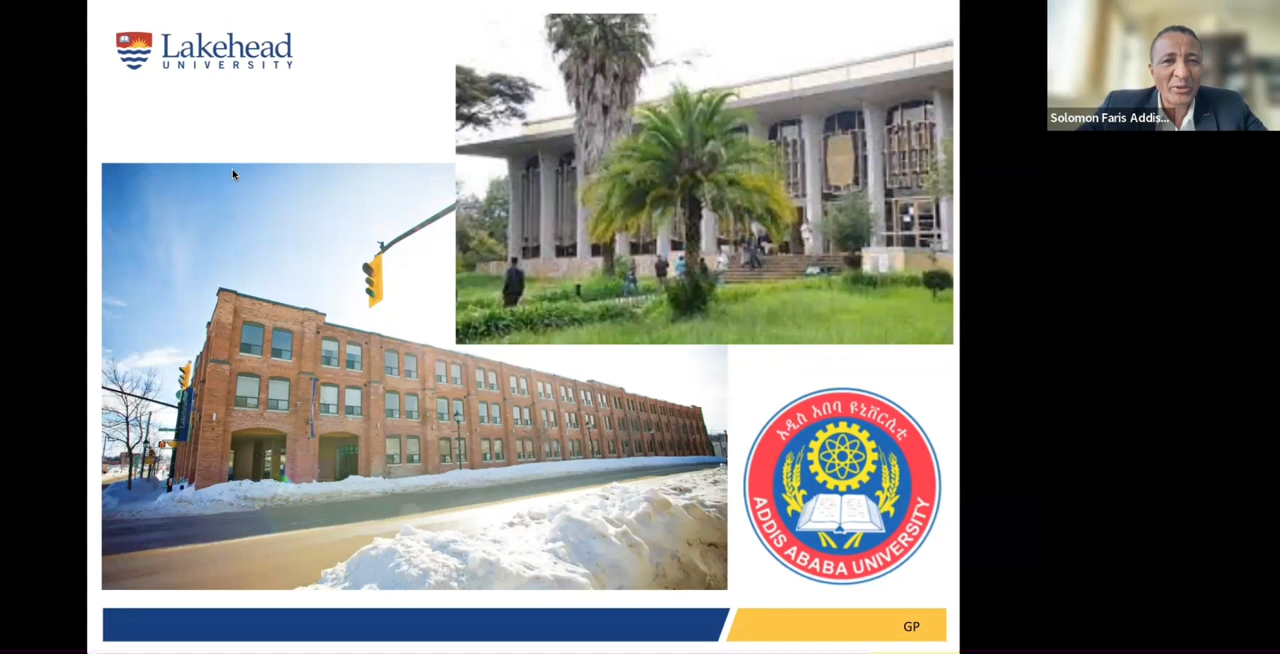 Lakehead
UNIVERSITY
Solomon Faris Addis...
አዲስ አበባ ዩኒቨርሲቲ
ADDIS ABABA UNIVERSITY
GP